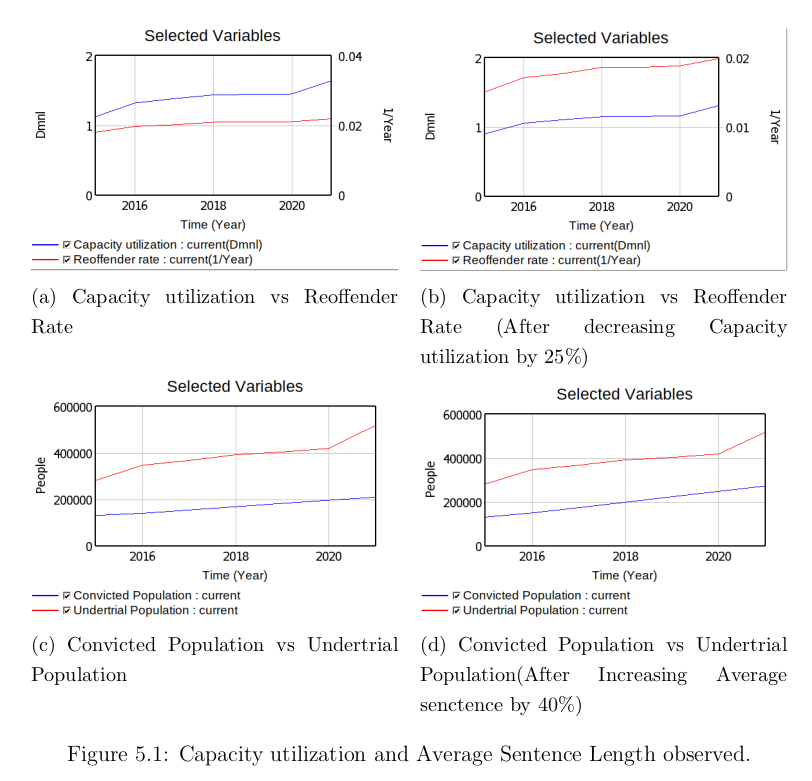 Selected Variables
2
0.04
Dmnl
1
0.02
1/Year
0
0
2016
2018
2020
Time (Year)
Capacity utilization : current(Dmnl)
Reoffender rate : current(1/Year)
(a) Capacity utilization vs Reoffender
Rate
Selected Variables
2
0.02
Dmnl
1
0.01
1/Year
0
0
2016
2018
2020
Time (Year)
Capacity utilization : current(Dmnl)
Reoffender rate : current(1/Year)
(b) Capacity utilization vs Reoffender
Rate (After decreasing Capacity
utilization by 25%)
Selected Variables
600000
400000
People
200000
0
2016
2018
2020
Time (Year)
Convicted Population : current
Undertrial Population : current
(c) Convicted Population vs Undertrial
Population
Selected Variables
600000
400000
People
200000
0
2016
2018
2020
Time (Year)
Convicted Population : current
Undertrial Population : current
(d) Convicted Population vs Undertrial
Population(After Increasing Average
senctence by 40%)
Figure 5.1: Capacity utilization and Average Sentence Length observed.